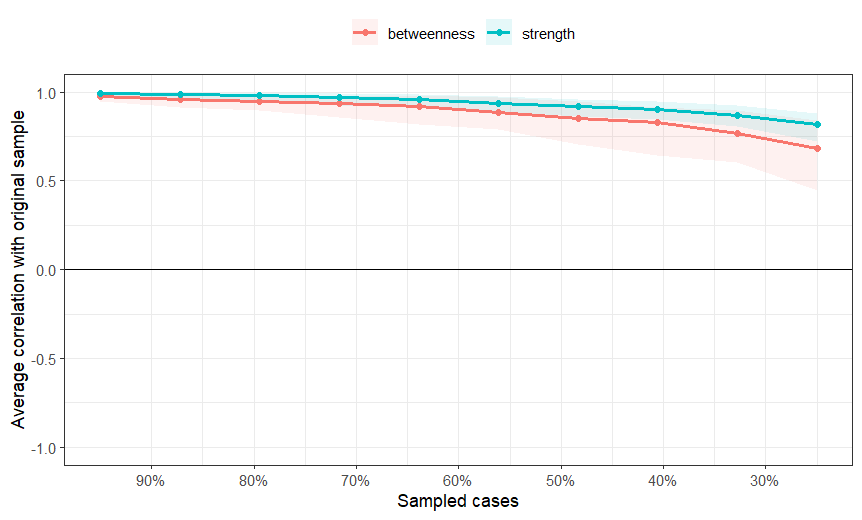 betweenness strength
Average correlation with original sample
1.0
0.5
0.0
-0.5
-1.0
90% 80% 70% 60% 50% 40% 30%
Sampled cases